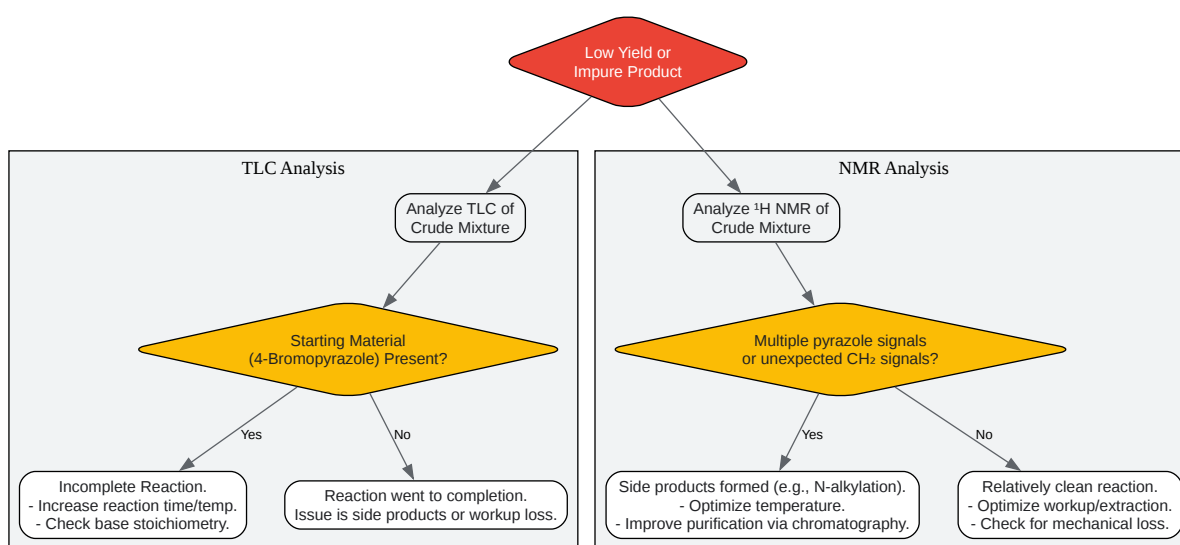 Low Yield or
Impure Product
TLC Analysis
Analyze TLC of
Crude Mixture
Starting Material
(4-Bromopyrazole) Present?
Yes
No
Incomplete Reaction.
- Increase reaction time/temp.
- Check base stoichiometry.
Reaction went to completion.
Issue is side products or workup loss.
NMR Analysis
Analyze ¹H NMR of
Crude Mixture
Multiple pyrazole signals
or unexpected CH₂ signals?
Yes
No
Side products formed (e.g., N-alkylation).
- Optimize temperature.
- Improve purification via chromatography.
Relatively clean reaction.
- Optimize workup/extraction.
- Check for mechanical loss.